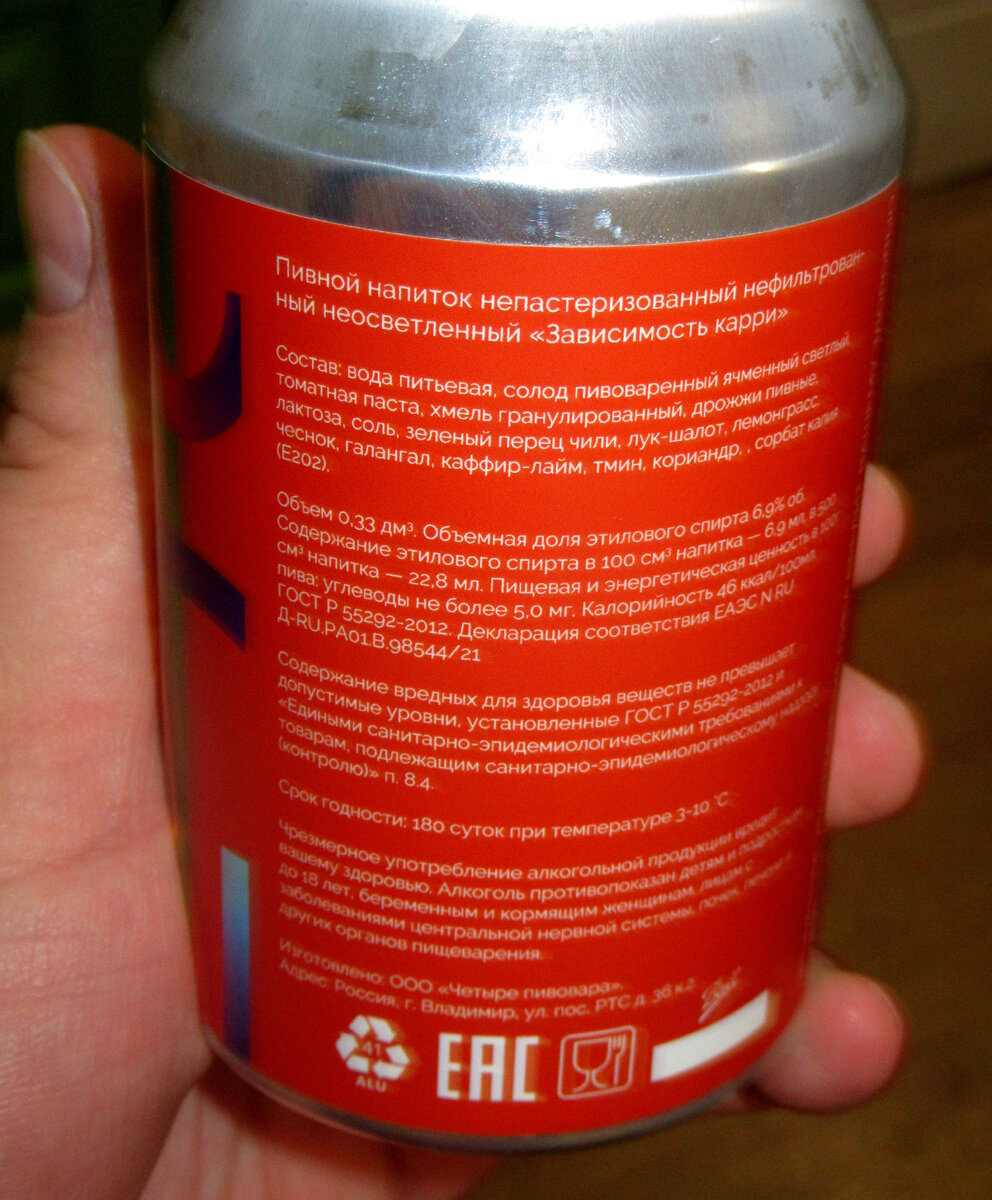 Пивной напиток непастеризованный нефильтрован-
ный неосветленный «Зависимость карри»
Состав: вода питьевая, солод пивоваренный ячменный светлый,
томатная паста, хмель гранулированный, дрожжи пивные,
лактоза, соль, зеленый перец чили, лук-шалот, лемонграсс,
чеснок, галангал, каффир-лайм, тмин, кориандр, , сорбат калия
(Е202).
Объем 0,33 дм³. Объемная доля этилового спирта 6,9% об.
Содержание этилового спирта в 100 см³ напитка — 6,9 мл, в 500
см³ напитка — 22,8 мл. Пищевая и энергетическая ценность в 100г
пива: углеводы не более 5,0 мг. Калорийность 46 ккал/100мл.
ГОСТ Р 55292-2012. Декларация соответствия ЕАЭС N RU
Д-RU.РА01.В.98544/21
Содержание вредных для здоровья веществ не превышает
допустимые уровни, установленные ГОСТ Р 55292-2012 и
«Едиными санитарно-эпидемиологическими требованиями к
товарам, подлежащим санитарно-эпидемиологическому надзору
(контролю)» п. 8.4.
Срок годности: 180 суток при температуре 3-10 °С
Чрезмерное употребление алкогольной продукции вредит
вашему здоровью. Алкоголь противопоказан детям и подросткам
до 18 лет, беременным и кормящим женщинам, лицам с
заболеваниями центральной нервной системы, почек, печени и
других органов пищеварения.
Изготовлено: ООО «Четыре пивовара».
Адрес: Россия, г. Владимир, ул. пос. РТС д. 36 к.2
41
ALU
EAC